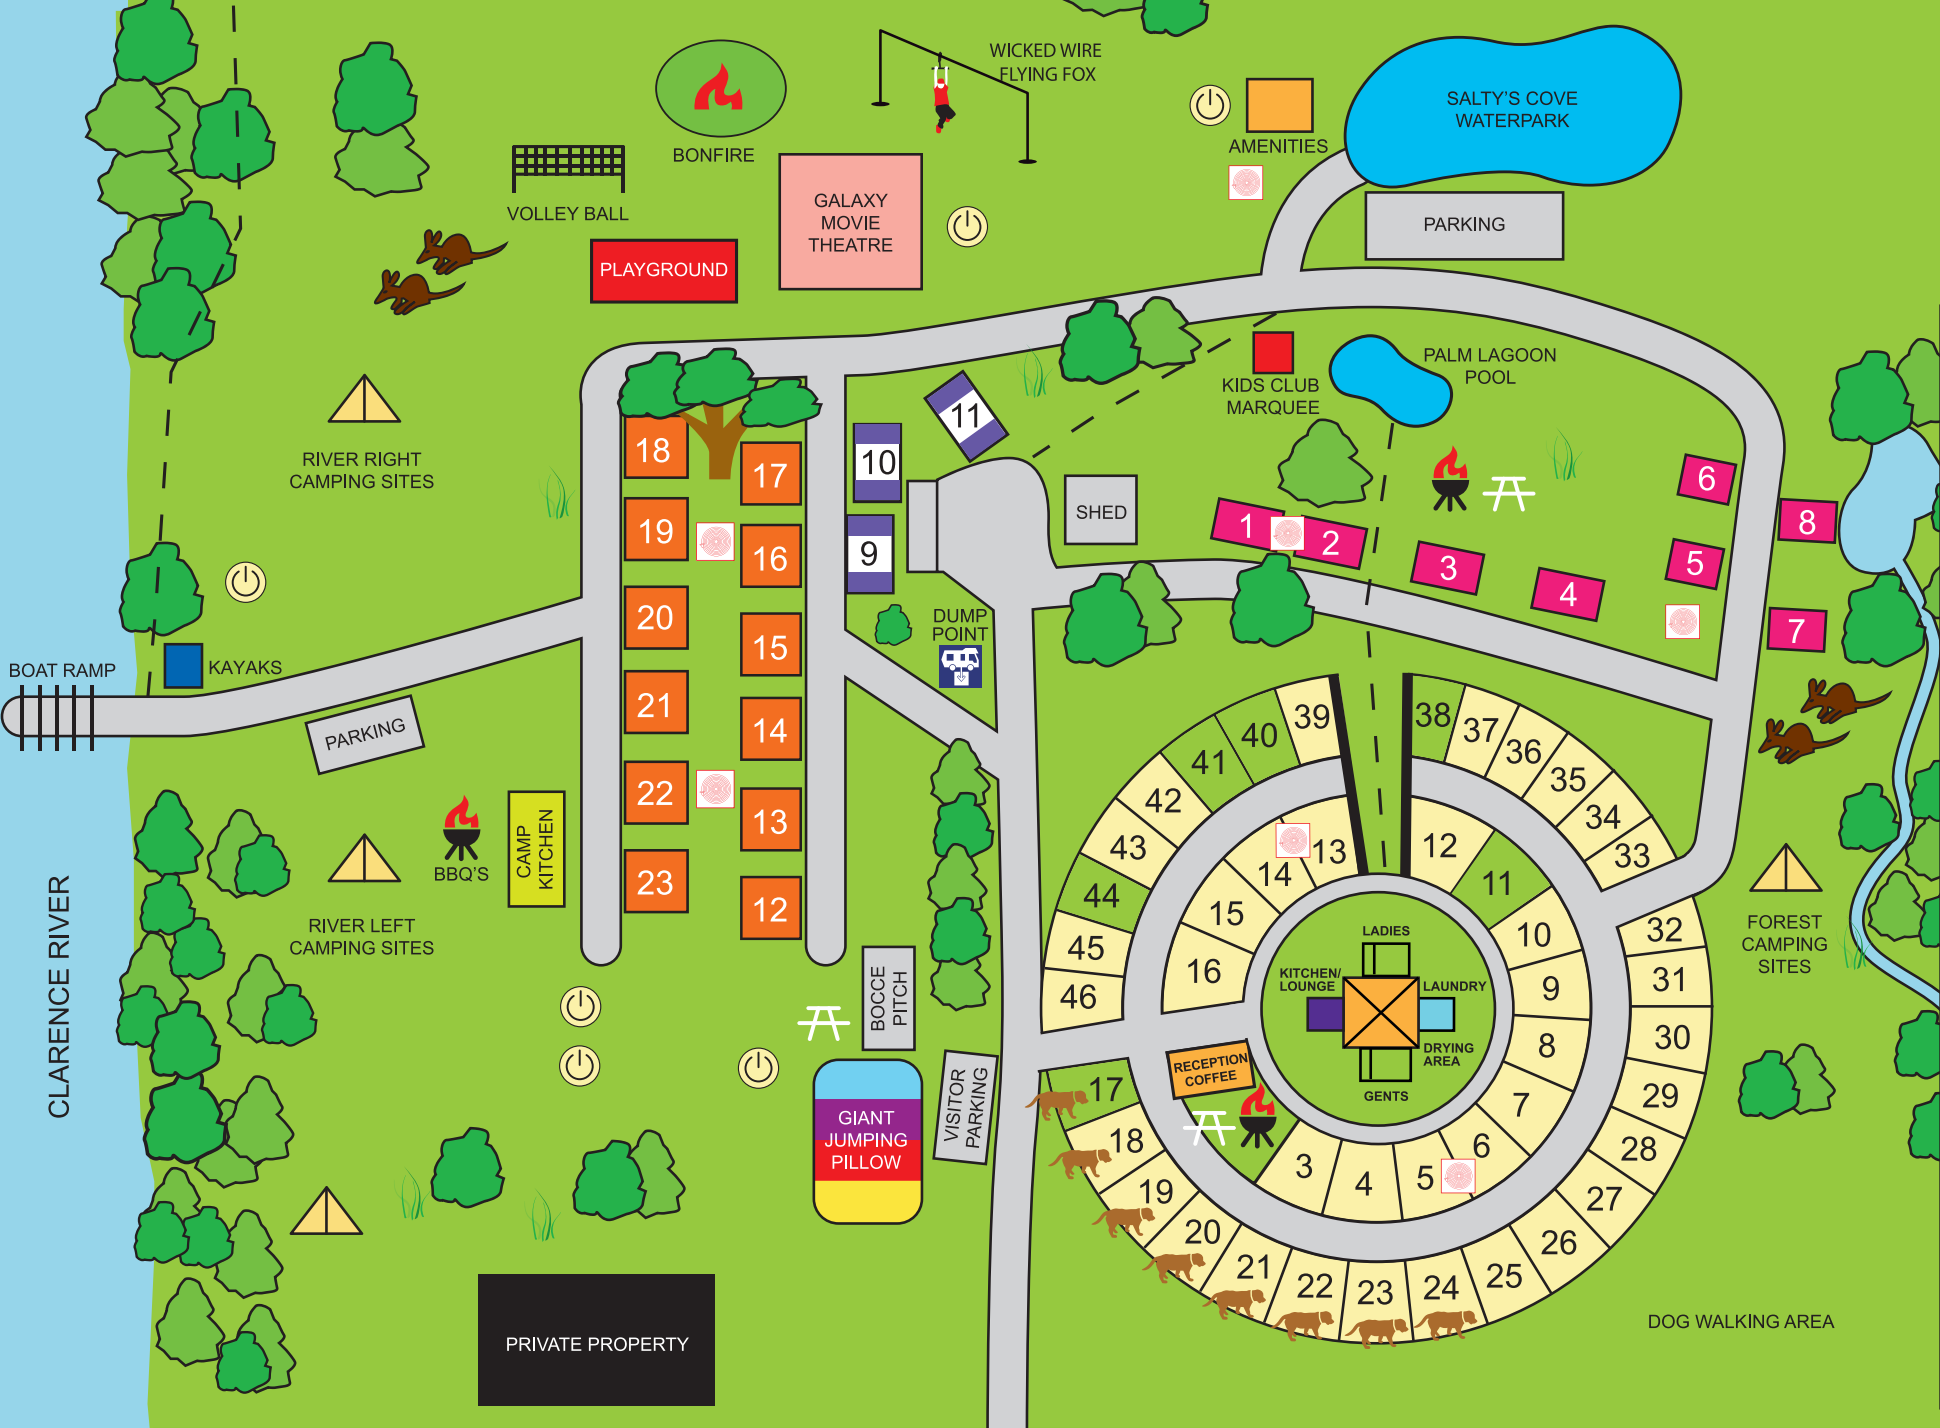 WICKED WIRE
FLYING FOX
SALTY'S COVE
WATERPARK
AMENITIES
BONFIRE
VOLLEY BALL
GALAXY
MOVIE
THEATRE
PARKING
PLAYGROUND
KIDS CLUB
MARQUEE
PALM LAGOON
POOL
RIVER RIGHT
CAMPING SITES
18
17
19
16
20
15
21
14
22
13
23
12
11
10
9
SHED
1
2
3
4
5
6
7
8
DUMP
POINT
BOAT RAMP
KAYAKS
PARKING
BBQ'S
CAMP
KITCHEN
RIVER LEFT
CAMPING SITES
CLARENCE RIVER
BOCCE
PITCH
GIANT
JUMPING
PILLOW
VISITOR
PARKING
PRIVATE PROPERTY
39
40
41
42
43
44
45
46
38
37
36
35
34
33
32
31
30
29
28
27
26
25
24
23
22
21
20
19
18
17
13
14
15
16
12
11
10
9
8
7
6
5
4
3
LADIES
KITCHEN/
LOUNGE
LAUNDRY
DRYING
AREA
GENTS
RECEPTION
COFFEE
FOREST
CAMPING
SITES
DOG WALKING AREA